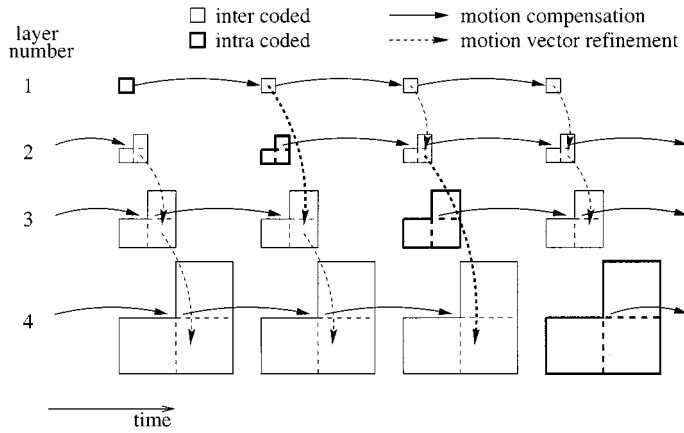 inter coded
motion compensation
layer
number
intra coded
motion vector refinement
1
2
3
4
time